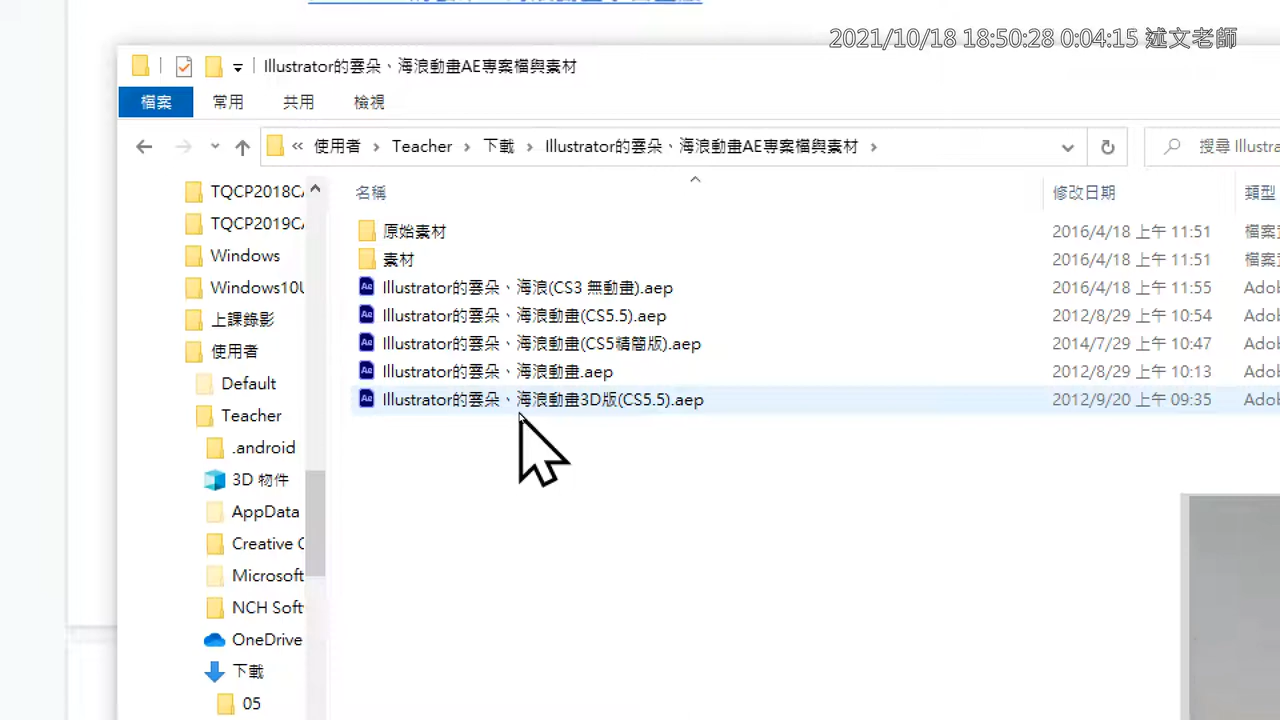 2021/10/18 18:50:28 0:04:15 述文老師
Illustrator的雲朵、海浪動畫AE專案檔與素材
檔案 常用 共用 檢視
« 使用者 › Teacher › 下載 › Illustrator的雲朵、海浪動畫AE專案檔與素材 ›
搜尋 Illustra
名稱 修改日期 類型
原始素材 2016/4/18 上午 11:51 檔案
素材 2016/4/18 上午 11:51 檔案
Illustrator的雲朵、海浪(CS3 無動畫).aep 2016/4/18 上午 11:55 Adob
Illustrator的雲朵、海浪動畫(CS5.5).aep 2012/8/29 上午 10:54 Adob
Illustrator的雲朵、海浪動畫(CS5精簡版).aep 2014/7/29 上午 10:47 Adob
Illustrator的雲朵、海浪動畫.aep 2012/8/29 上午 10:13 Adob
Illustrator的雲朵、海浪動畫3D版(CS5.5).aep 2012/9/20 上午 09:35 Adob
TQCP2018C
TQCP2019C
Windows
Windows10
上課錄影
使用者
Default
Teacher
.android
3D 物件
AppData
Creative C
Microsoft
NCH Soft
OneDrive
下載
05